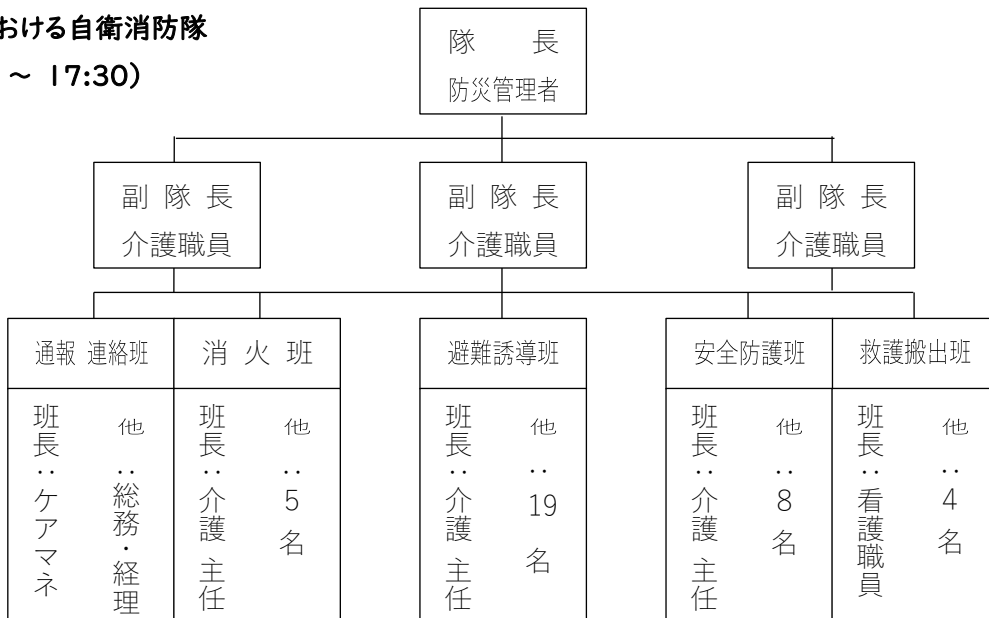 おける自衛消防隊
~ 17:30)
隊 長
防災管理者
副 隊 長
介護職員
副 隊 長
介護職員
副 隊 長
介護職員
通報 連絡班
班長：ケアマネ
他：総務・経理
消 火 班
班長：介護 主任
他：5名
避難誘導班
班長：介護 主任
他：19名
安全防護班
班長：介護 主任
他：8名
救護搬出班
班長：看護職員
他：4名